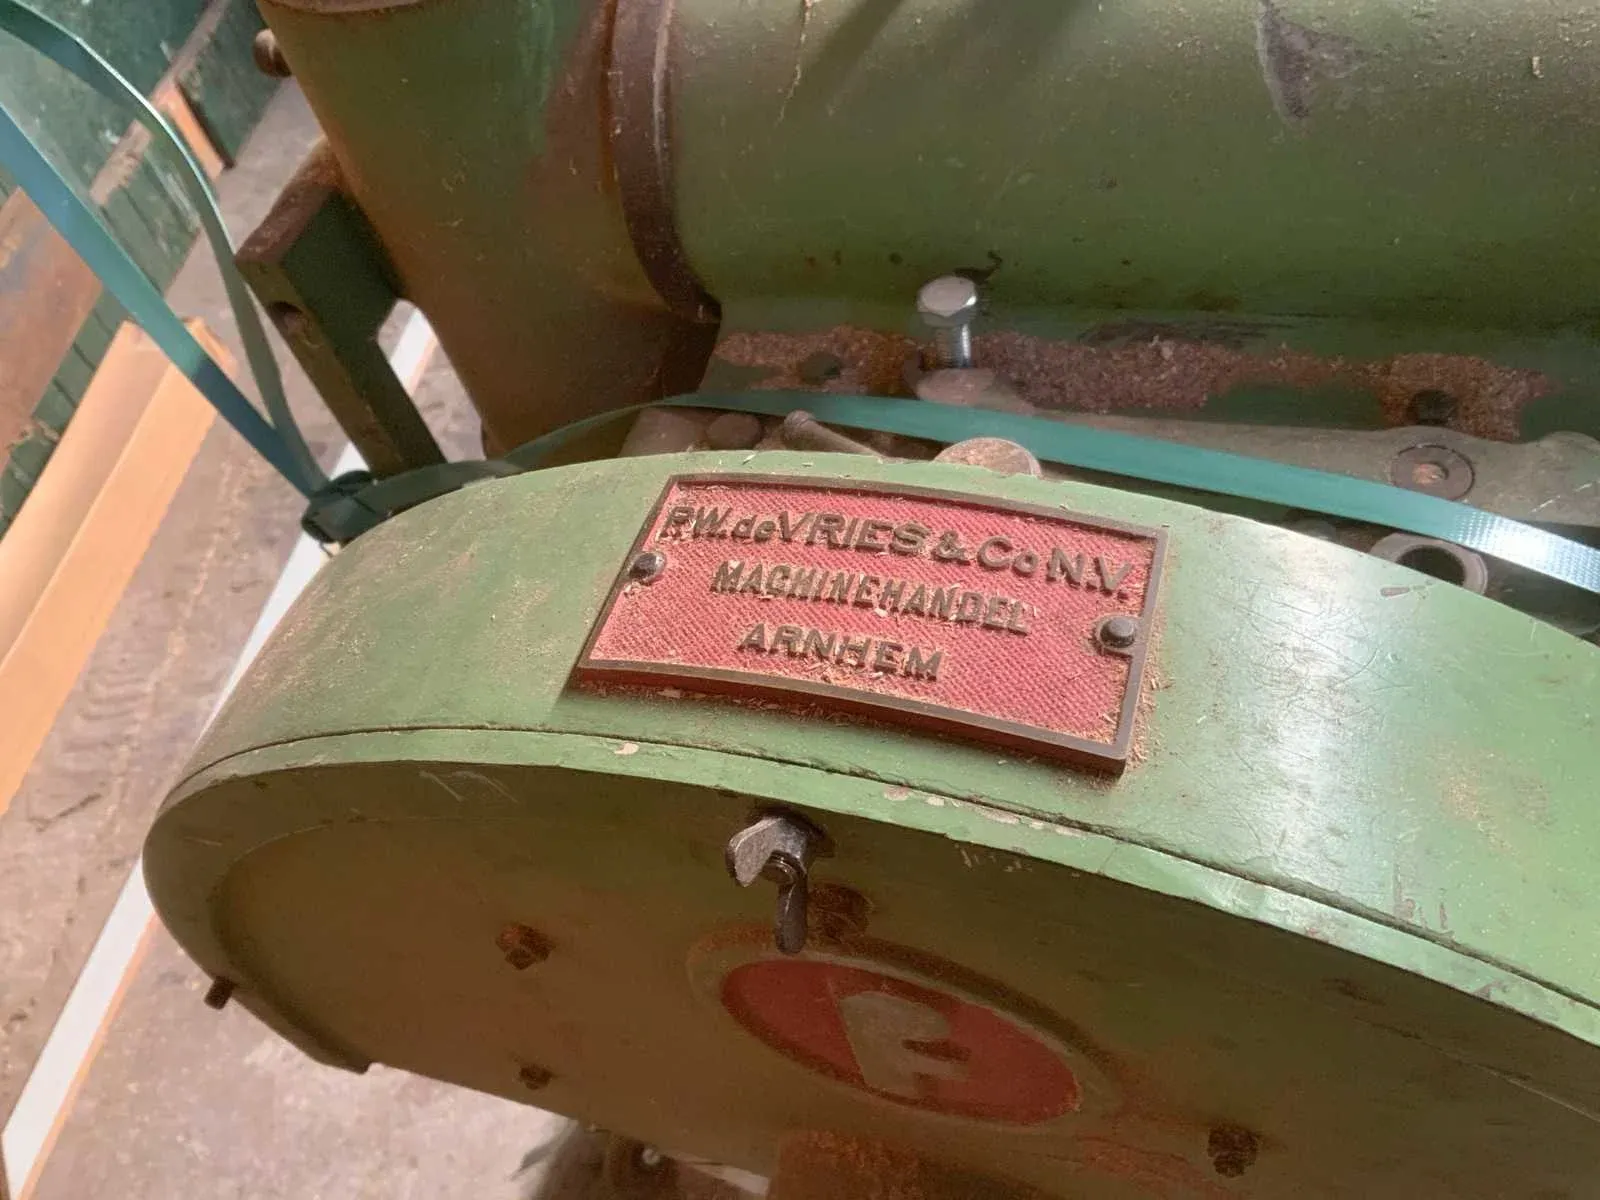 P.W. de VRIES & Co N.V.
MACHINEHANDEL
ARNHEM